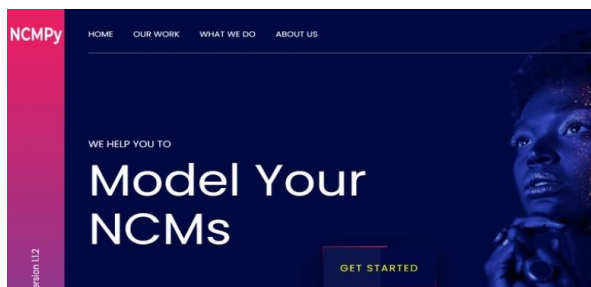 NCMPy
HOME OUR WORK WHAT WE DO ABOUT US
WE HELP YOU TO
Model Your
NCMs
GET STARTED
ersion 1.1.2